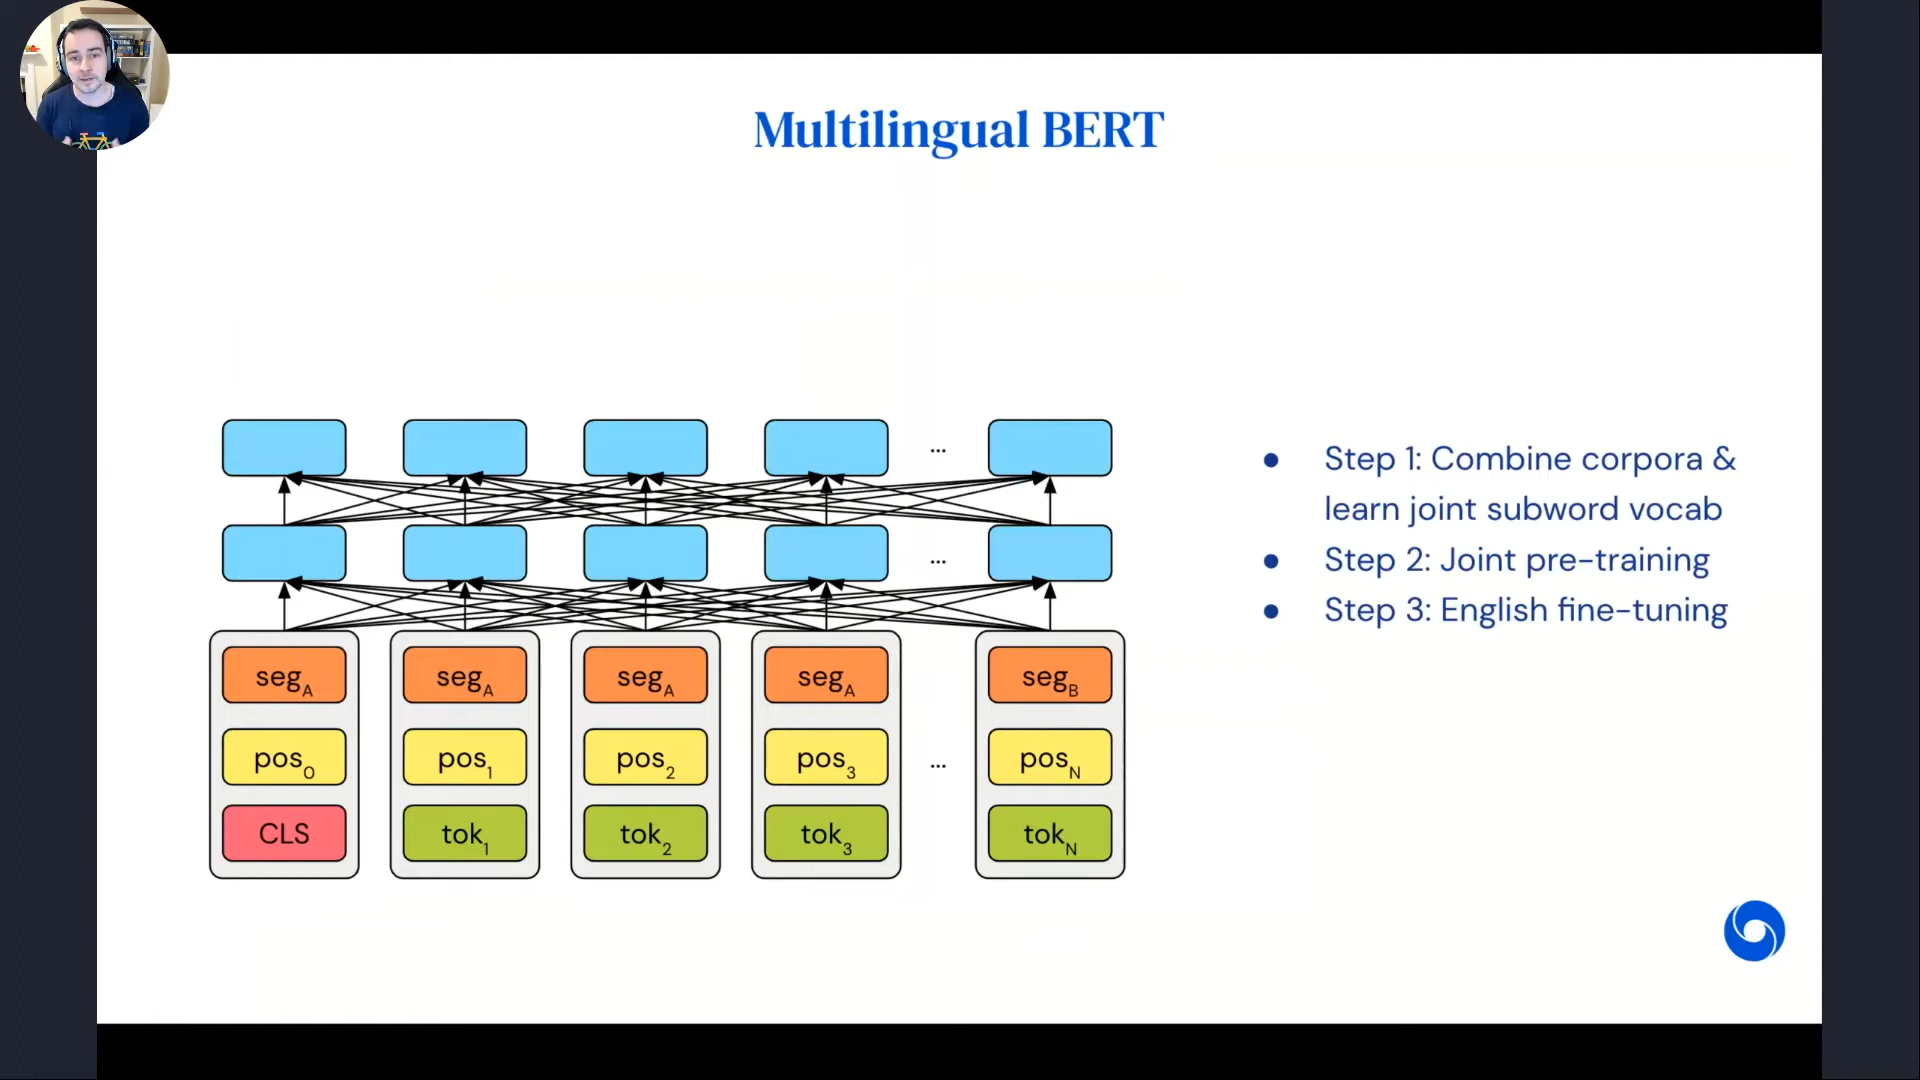 Multilingual BERT
... 
...
seg_A seg_A seg_A seg_A seg_B
pos_0 pos_1 pos_2 pos_3 ... pos_N
CLS tok_1 tok_2 tok_3 tok_N
● Step 1: Combine corpora &
learn joint subword vocab
● Step 2: Joint pre-training
● Step 3: English fine-tuning